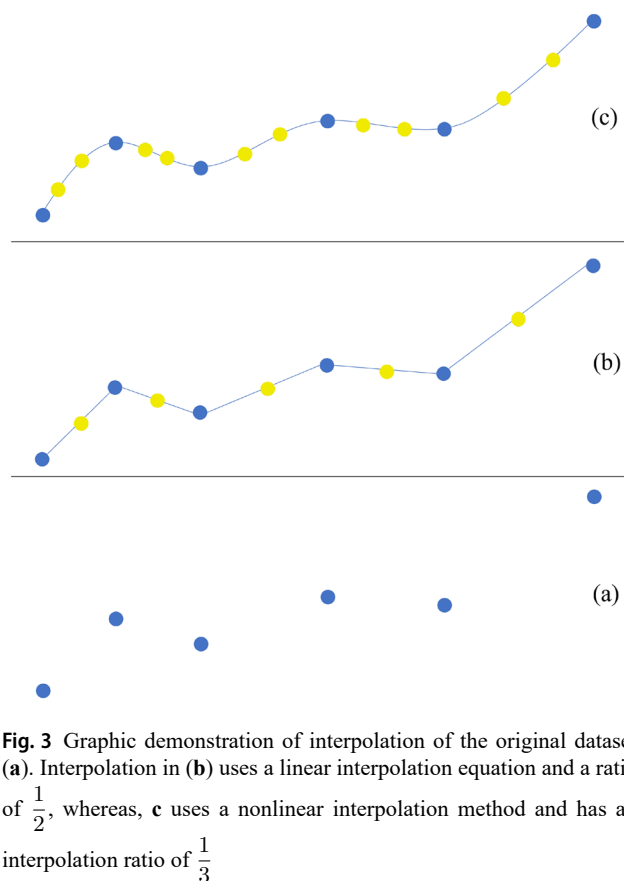 (c)
(b)
(a)
Fig. 3 Graphic demonstration of interpolation of the original datase
(a). Interpolation in (b) uses a linear interpolation equation and a rati
of 1/2, whereas, c uses a nonlinear interpolation method and has a
interpolation ratio of 1/3